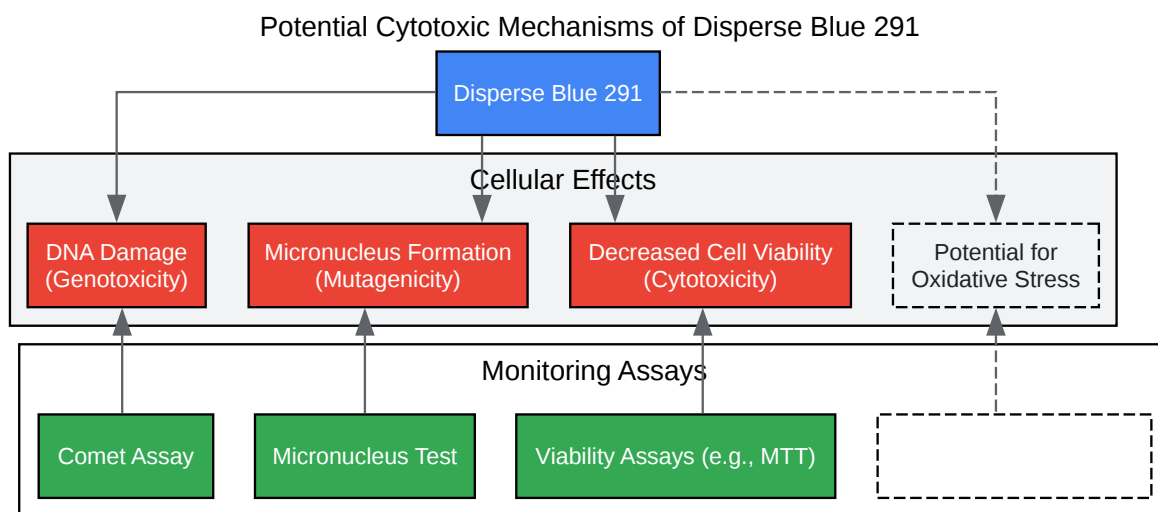 Potential Cytotoxic Mechanisms of Disperse Blue 291
Disperse Blue 291
Cellular Effects
DNA Damage
(Genotoxicity)
Micronucleus Formation
(Mutagenicity)
Decreased Cell Viability
(Cytotoxicity)
Potential for
Oxidative Stress
Monitoring Assays
Comet Assay
Micronucleus Test
Viability Assays (e.g., MTT)